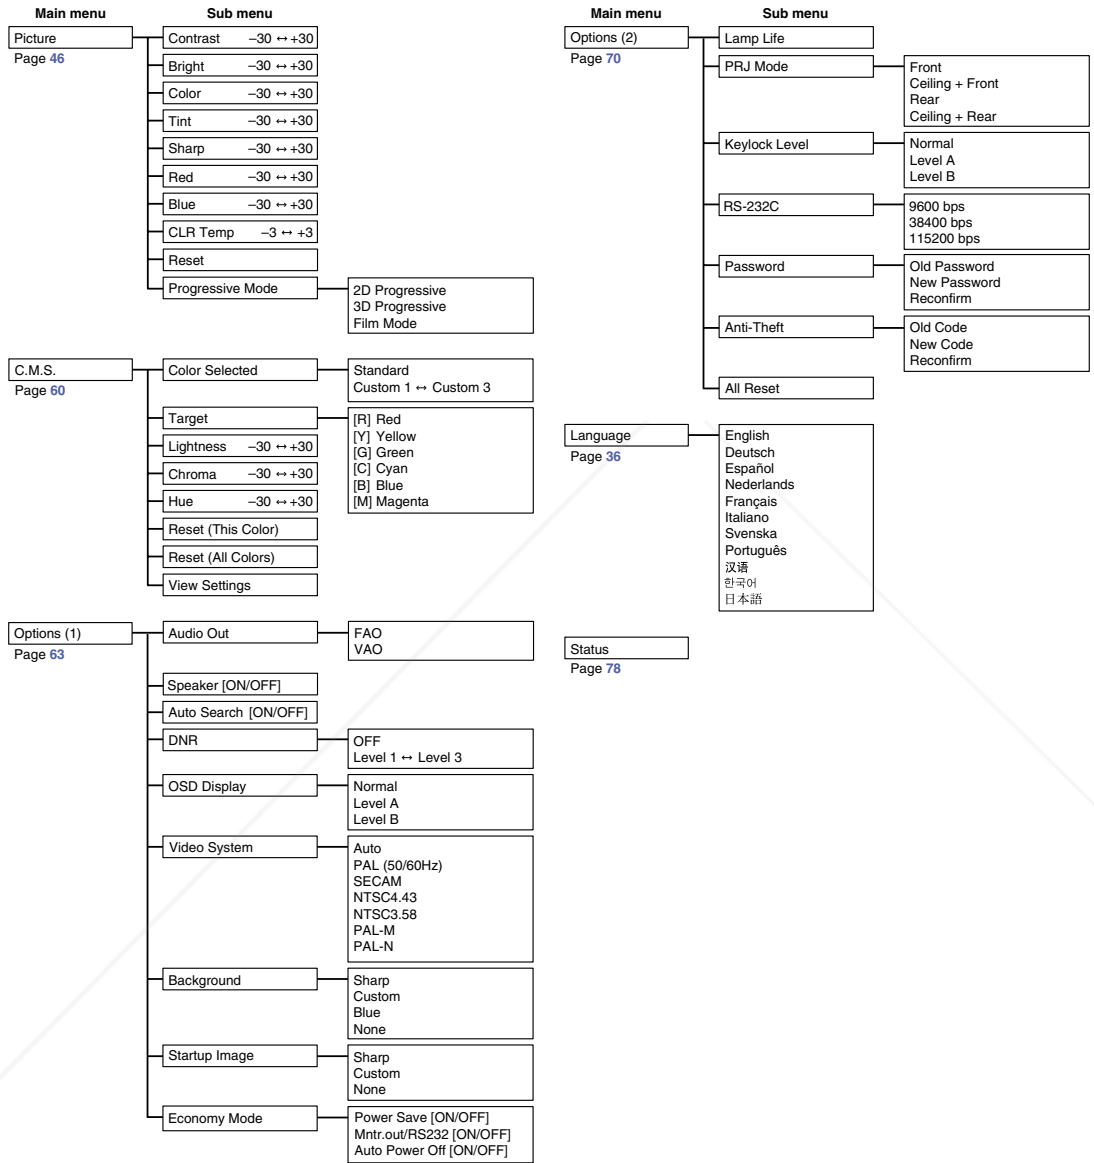 Main menu Sub menu
Picture
Page 46
Contrast −30 ↔ +30
Bright −30 ↔ +30
Color −30 ↔ +30
Tint −30 ↔ +30
Sharp −30 ↔ +30
Red −30 ↔ +30
Blue −30 ↔ +30
CLR Temp −3 ↔ +3
Reset
Progressive Mode
2D Progressive
3D Progressive
Film Mode
C.M.S.
Page 60
Color Selected
Standard
Custom 1 ↔ Custom 3
Target
[R] Red
[Y] Yellow
[G] Green
[C] Cyan
[B] Blue
[M] Magenta
Lightness −30 ↔ +30
Chroma −30 ↔ +30
Hue −30 ↔ +30
Reset (This Color)
Reset (All Colors)
View Settings
Options (1)
Page 63
Audio Out
FAO
VAO
Speaker [ON/OFF]
Auto Search [ON/OFF]
DNR
OFF
Level 1 ↔ Level 3
OSD Display
Normal
Level A
Level B
Video System
Auto
PAL (50/60Hz)
SECAM
NTSC4.43
NTSC3.58
PAL-M
PAL-N
Background
Sharp
Custom
Blue
None
Startup Image
Sharp
Custom
None
Economy Mode
Power Save [ON/OFF]
Mntr.out/RS232 [ON/OFF]
Auto Power Off [ON/OFF]
Main menu Sub menu
Options (2)
Page 70
Lamp Life
PRJ Mode
Front
Ceiling + Front
Rear
Ceiling + Rear
Keylock Level
Normal
Level A
Level B
RS-232C
9600 bps
38400 bps
115200 bps
Password
Old Password
New Password
Reconfirm
Anti-Theft
Old Code
New Code
Reconfirm
All Reset
Language
Page 36
English
Deutsch
Español
Nederlands
Français
Italiano
Svenska
Português
汉语
한국어
日本語
Status
Page 78